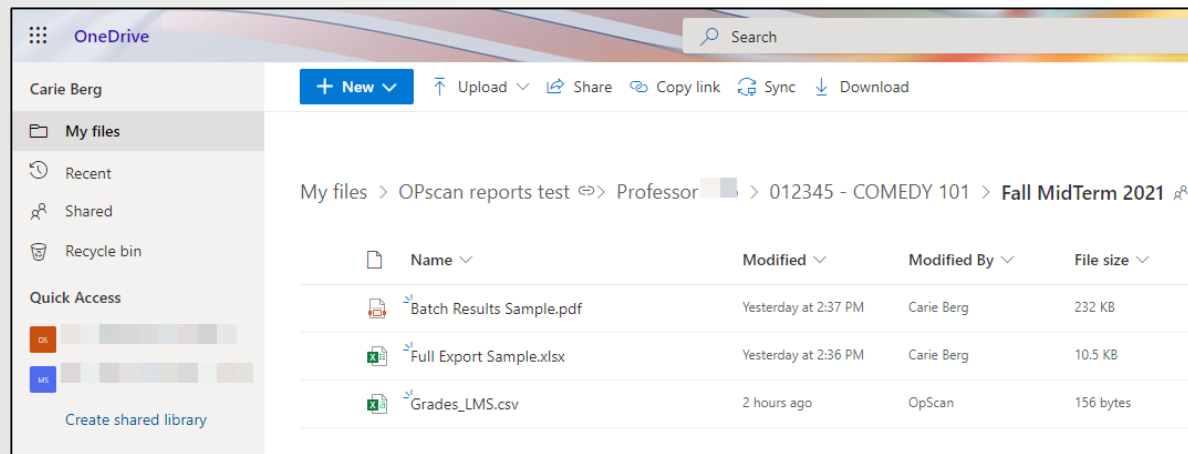 OneDrive
Search
Carie Berg
+ New Upload Share Copy link Sync Download
My files
Recent
Shared
Recycle bin
My files > OPscan reports test > Professor > 012345 - COMEDY 101 > Fall MidTerm 2021
Name Modified Modified By File size
Quick Access
Batch Results Sample.pdf Yesterday at 2:37 PM Carie Berg 232 KB
DS
Full Export Sample.xlsx Yesterday at 2:36 PM Carie Berg 10.5 KB
MS
Grades_LMS.csv 2 hours ago OpScan 156 bytes
Create shared library